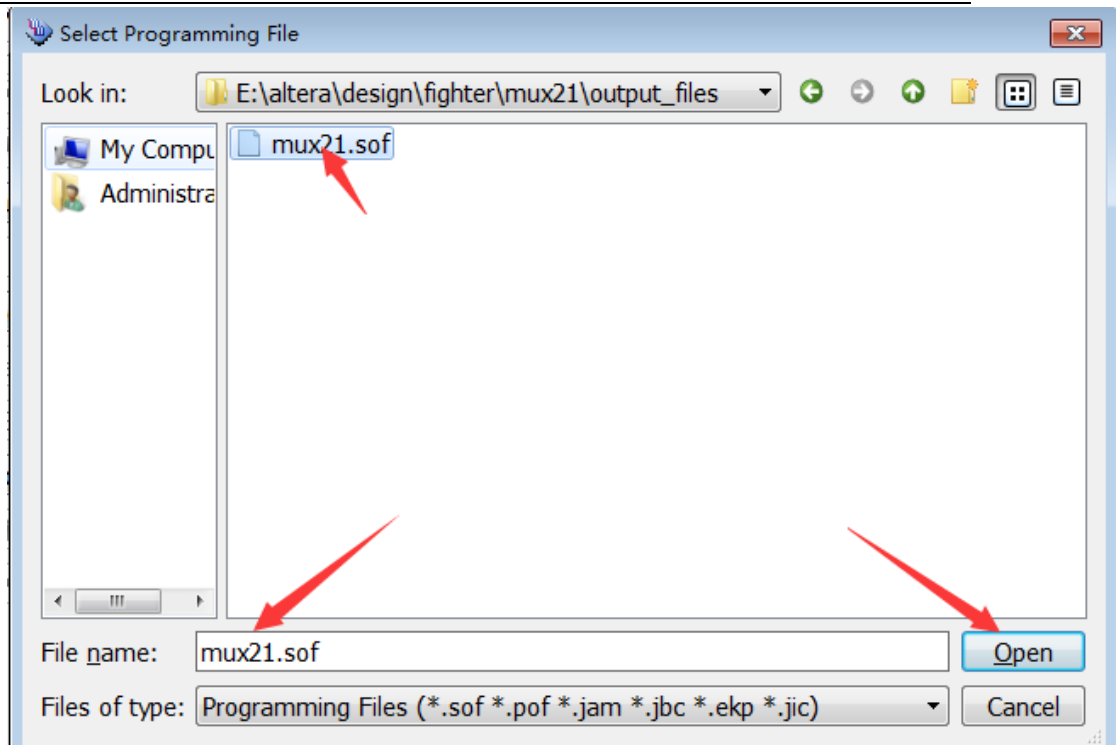 Select Programming File
Look in: E:\altera\design\fighter\mux21\output_files
My Compu
Administra
mux21.sof
File name: mux21.sof Open
Files of type: Programming Files (*.sof *.pof *.jam *.jbc *.ekp *.jic) Cancel